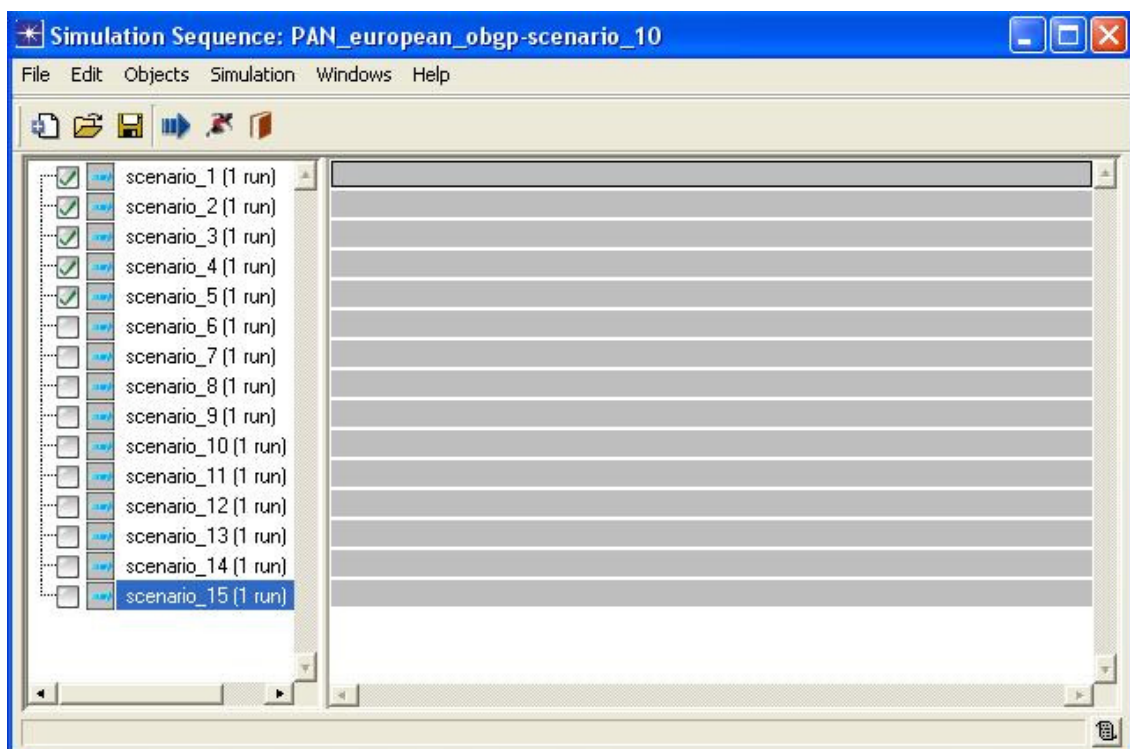 Simulation Sequence: PAN_european_obgp-scenario_10
File Edit Objects Simulation Windows Help
scenario_1 (1 run)
scenario_2 (1 run)
scenario_3 (1 run)
scenario_4 (1 run)
scenario_5 (1 run)
scenario_6 (1 run)
scenario_7 (1 run)
scenario_8 (1 run)
scenario_9 (1 run)
scenario_10 (1 run)
scenario_11 (1 run)
scenario_12 (1 run)
scenario_13 (1 run)
scenario_14 (1 run)
scenario_15 (1 run)